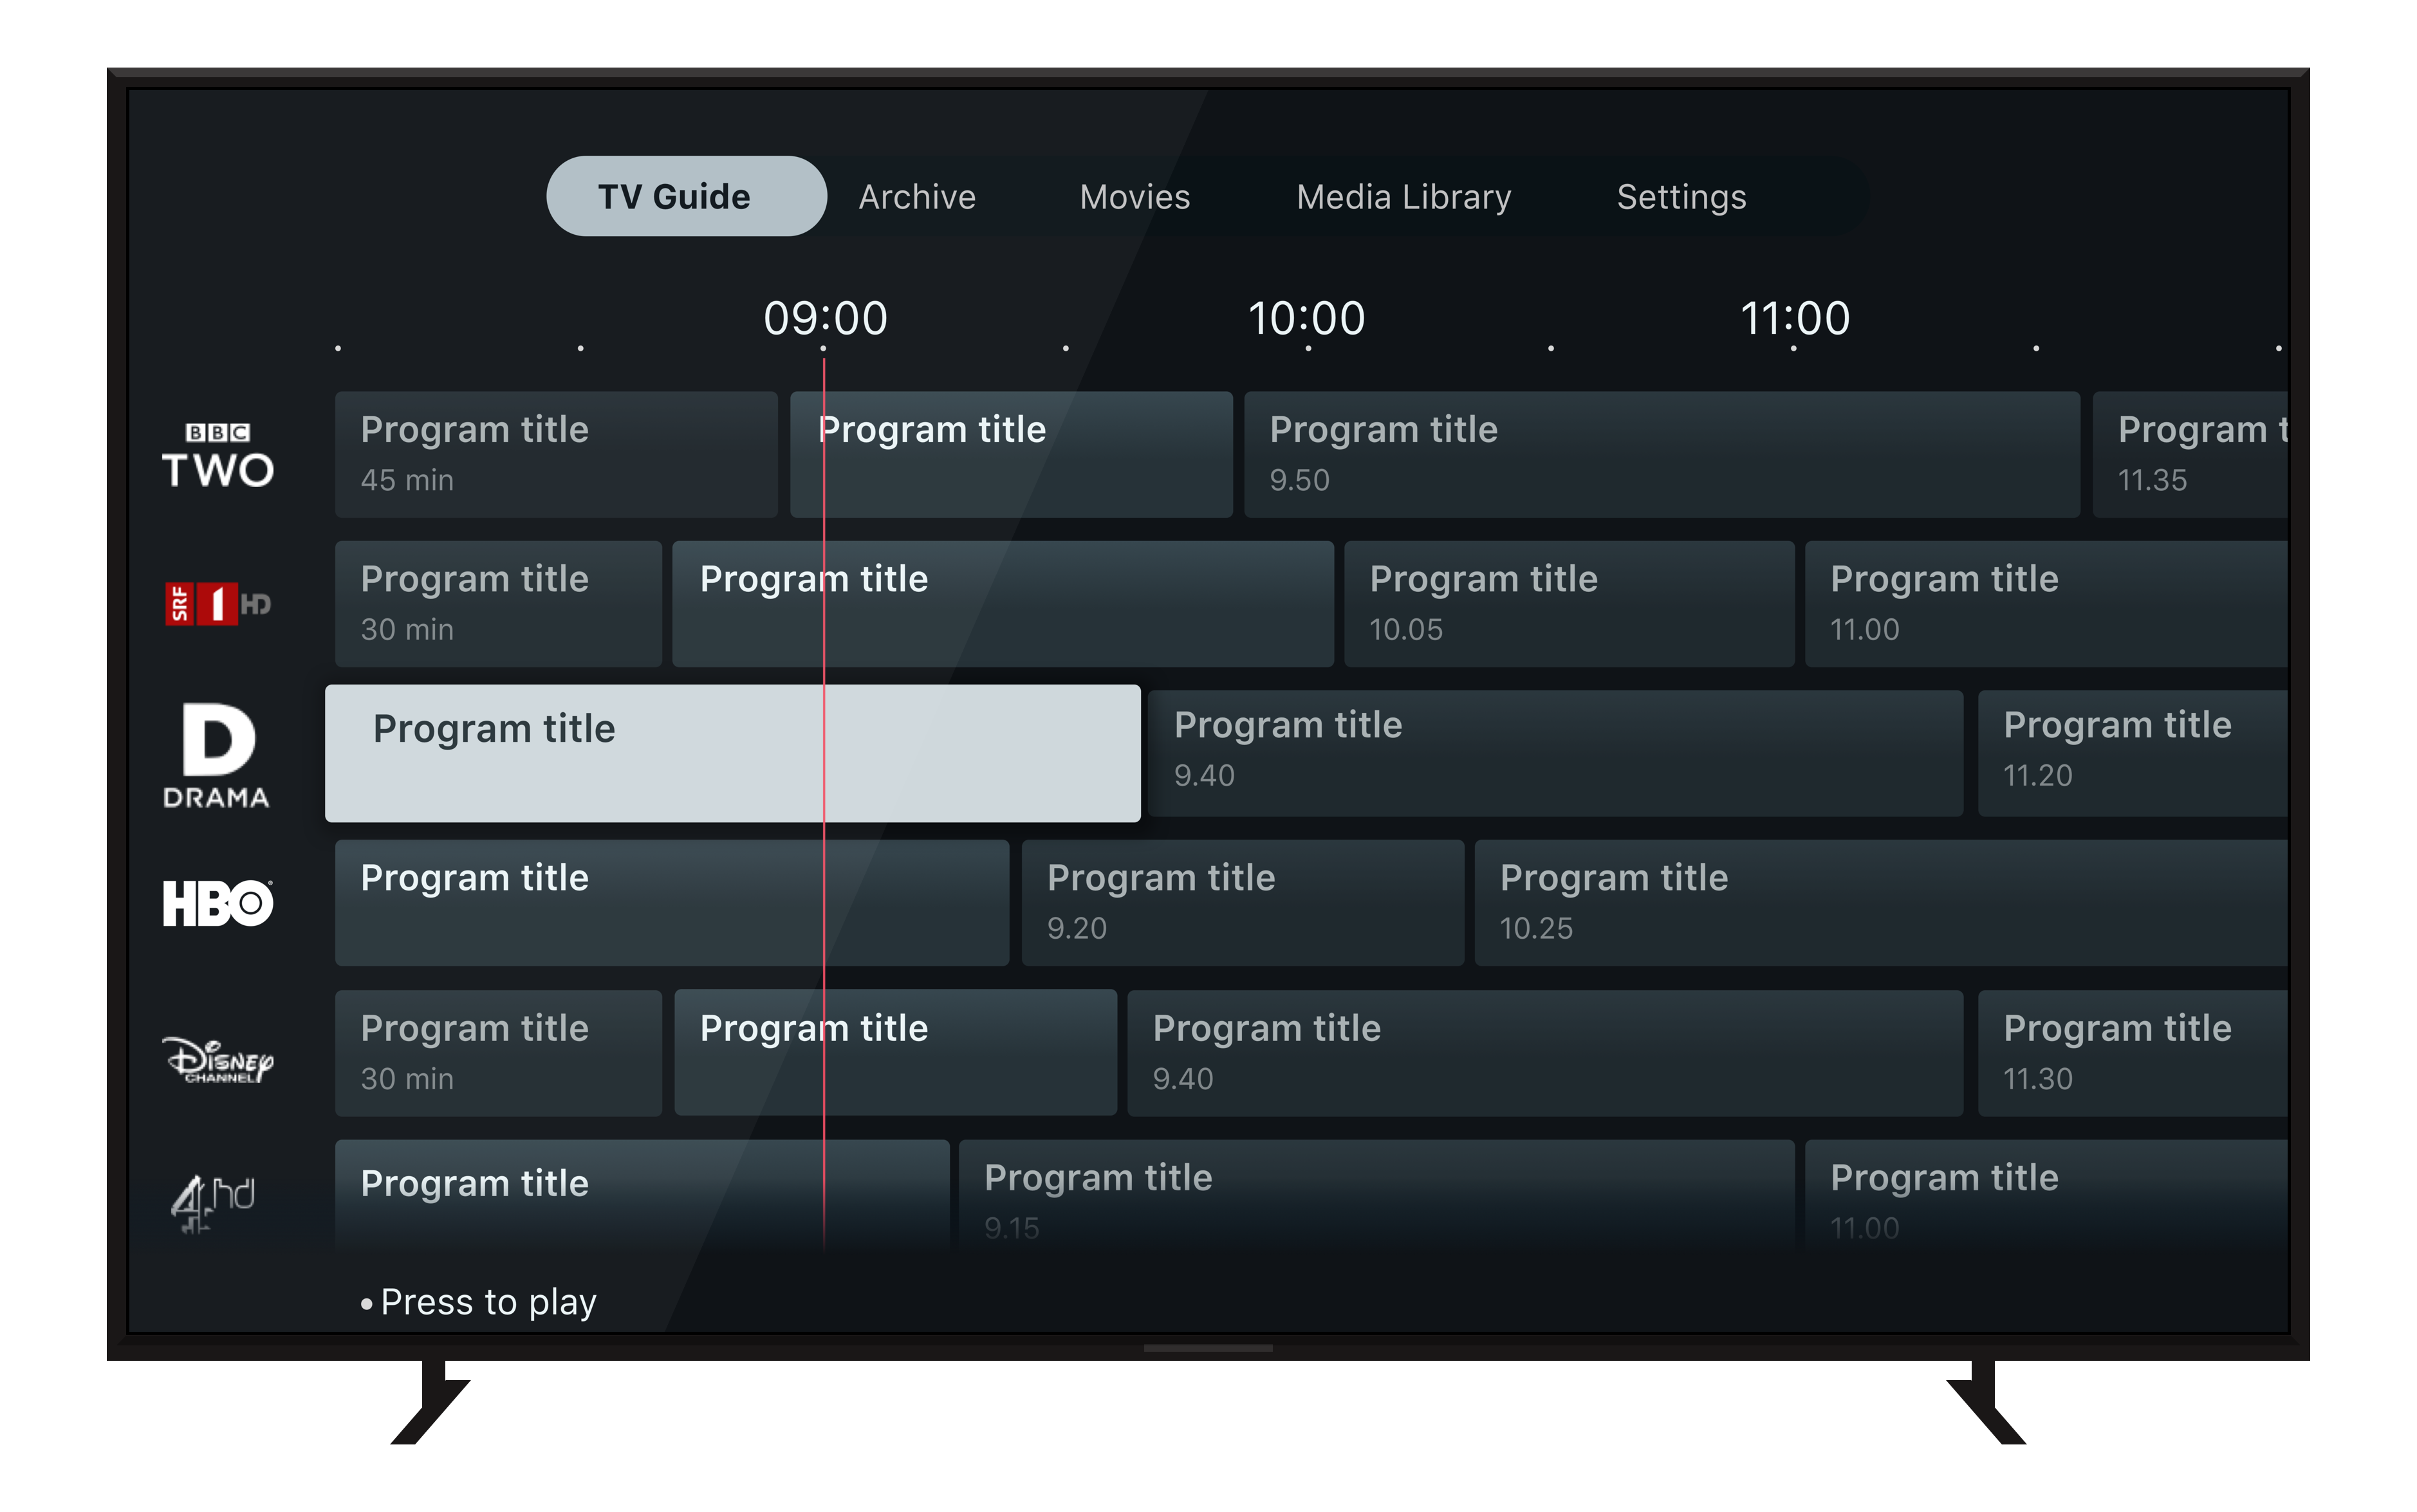 TV Guide Archive Movies Media Library Settings
09:00 10:00 11:00
BBC
TWO
Program title Program title Program title Program t
45 min 9.50 11.35
SRF 1 HD
Program title Program title Program title Program title
30 min 10.05 11.00
D
DRAMA
Program title Program title Program title
9.40 11.20
HBO
Program title Program title Program title
9.20 10.25
Disney
CHANNEL
Program title Program title Program title Program title
30 min 9.40 11.30
4hd
Program title Program title Program title
9.15 11.00
Press to play